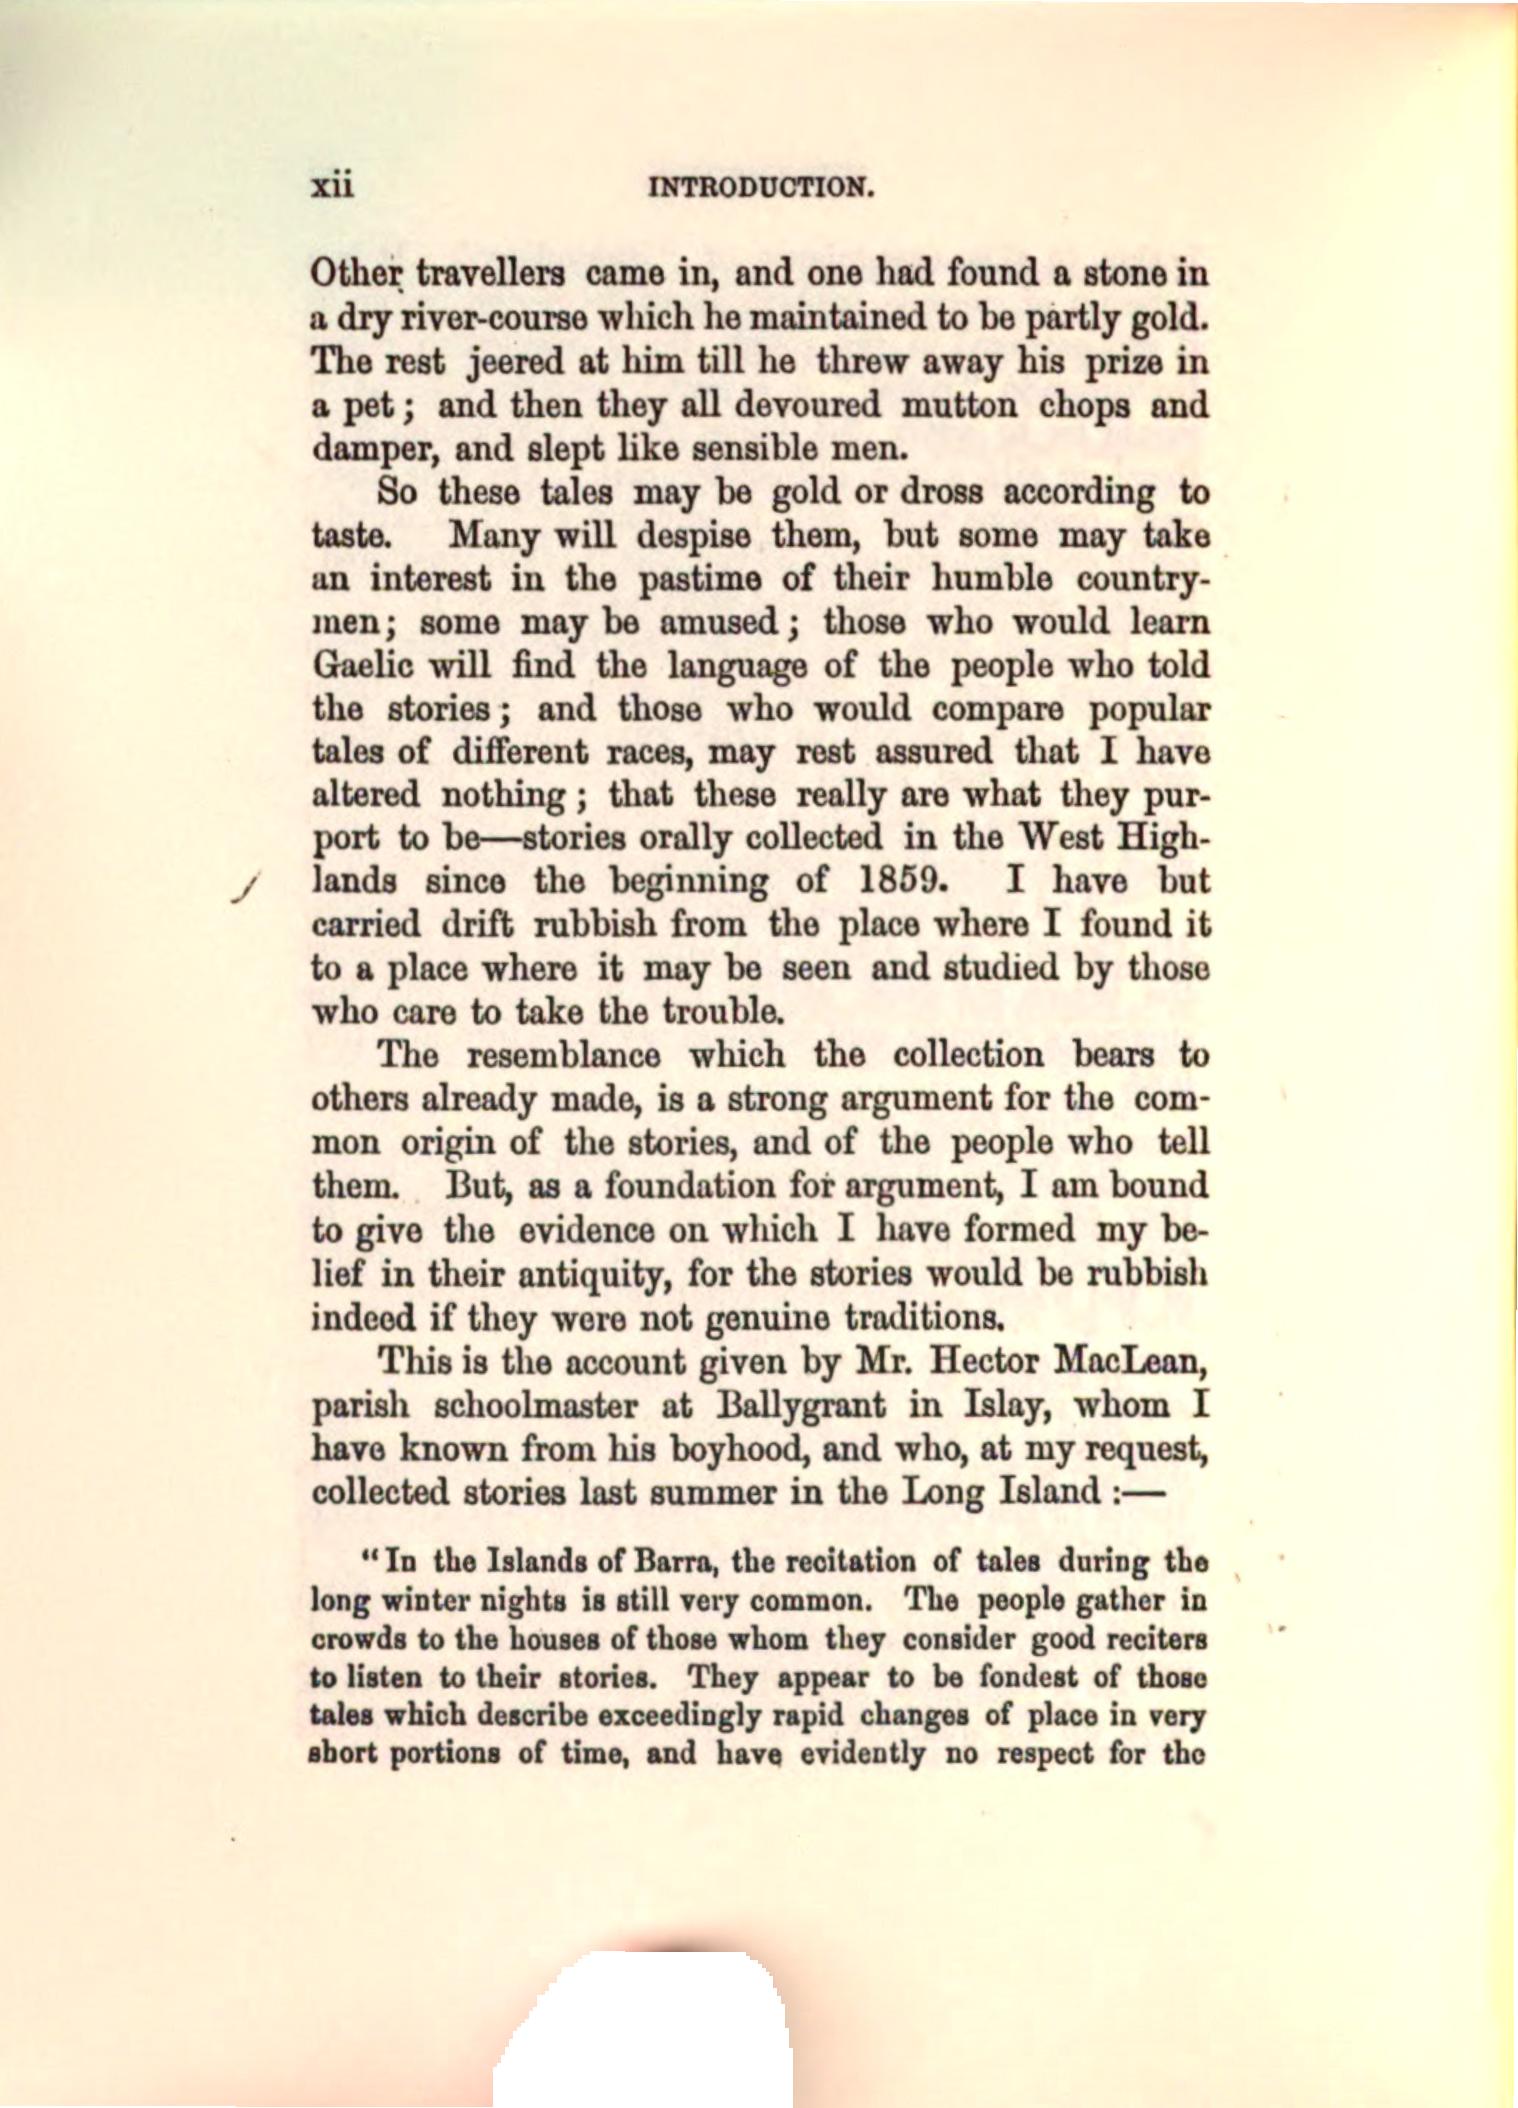 xii INTRODUCTION.
Other travellers came in, and one had found a stone in
a dry river-course which he maintained to be partly gold.
The rest jeered at him till he threw away his prize in
a pet; and then they all devoured mutton chops and
damper, and slept like sensible men.
So these tales may be gold or dross according to
taste. Many will despise them, but some may take
an interest in the pastime of their humble country-
men; some may be amused; those who would learn
Gaelic will find the language of the people who told
the stories; and those who would compare popular
tales of different races, may rest assured that I have
altered nothing; that these really are what they pur-
port to be—stories orally collected in the West High-
lands since the beginning of 1859. I have but
carried drift rubbish from the place where I found it
to a place where it may be seen and studied by those
who care to take the trouble.
The resemblance which the collection bears to
others already made, is a strong argument for the com-
mon origin of the stories, and of the people who tell
them. But, as a foundation for argument, I am bound
to give the evidence on which I have formed my be-
lief in their antiquity, for the stories would be rubbish
indeed if they were not genuine traditions.
This is the account given by Mr. Hector MacLean,
parish schoolmaster at Ballygrant in Islay, whom I
have known from his boyhood, and who, at my request,
collected stories last summer in the Long Island :—
“In the Islands of Barra, the recitation of tales during the
long winter nights is still very common. The people gather in
crowds to the houses of those whom they consider good reciters
to listen to their stories. They appear to be fondest of those
tales which describe exceedingly rapid changes of place in very
short portions of time, and have evidently no respect for the